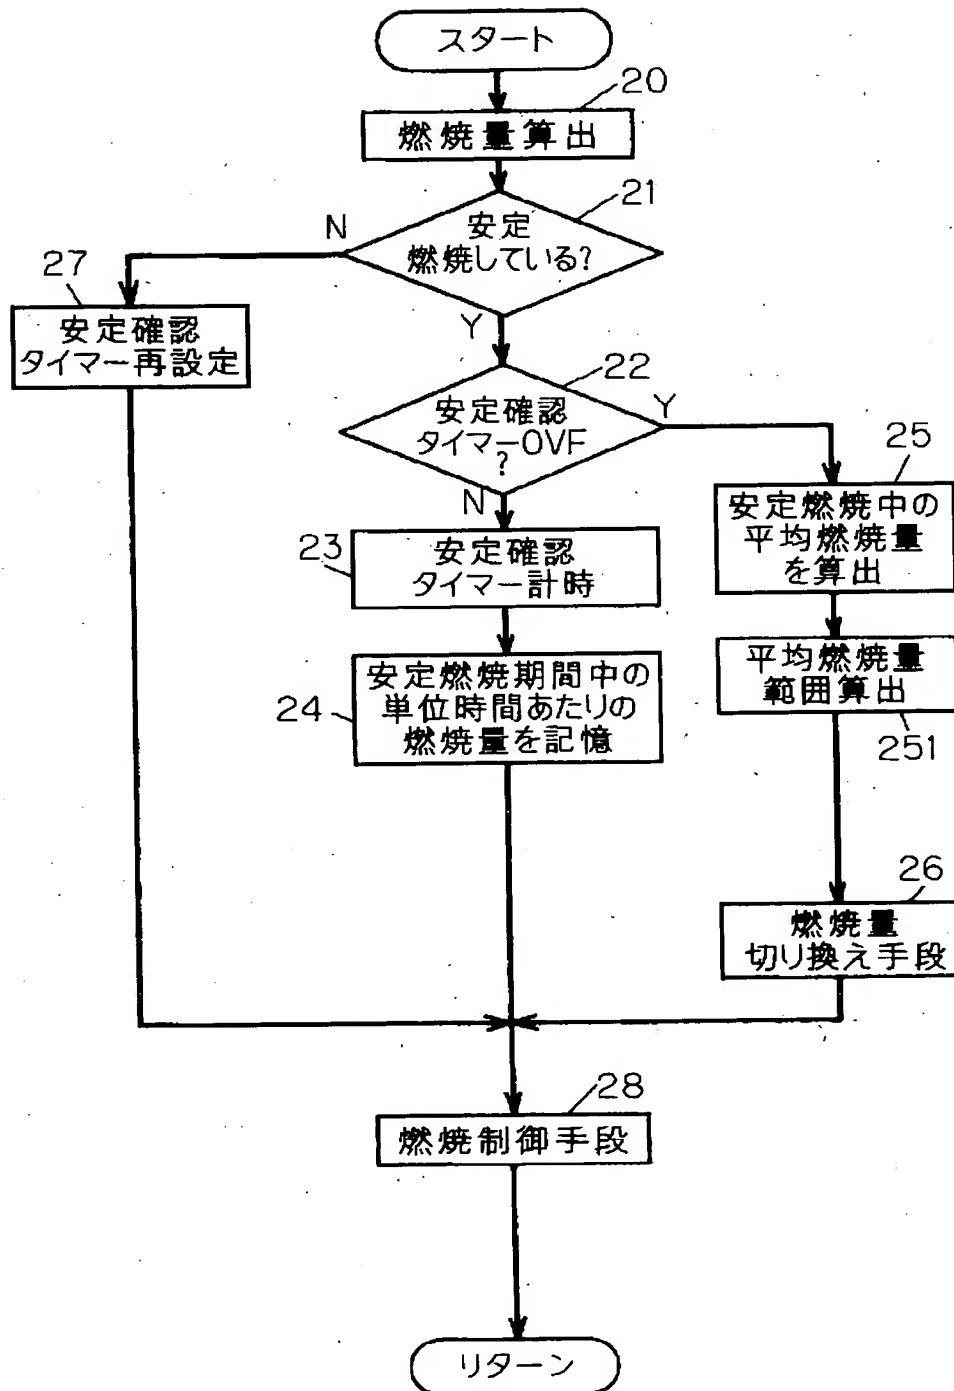 スタート
20
燃焼量算出
21
安定
燃焼している?
N
Y
27
安定確認
タイマー再設定
22
安定確認
タイマーOVF
?
Y
N
23
安定確認
タイマー計時
25
安定燃焼中の
平均燃焼量
を算出
24
安定燃焼期間中の
単位時間あたりの
燃焼量を記憶
平均燃焼量
範囲算出
251
26
燃焼量
切り換え手段
28
燃焼制御手段
リターン